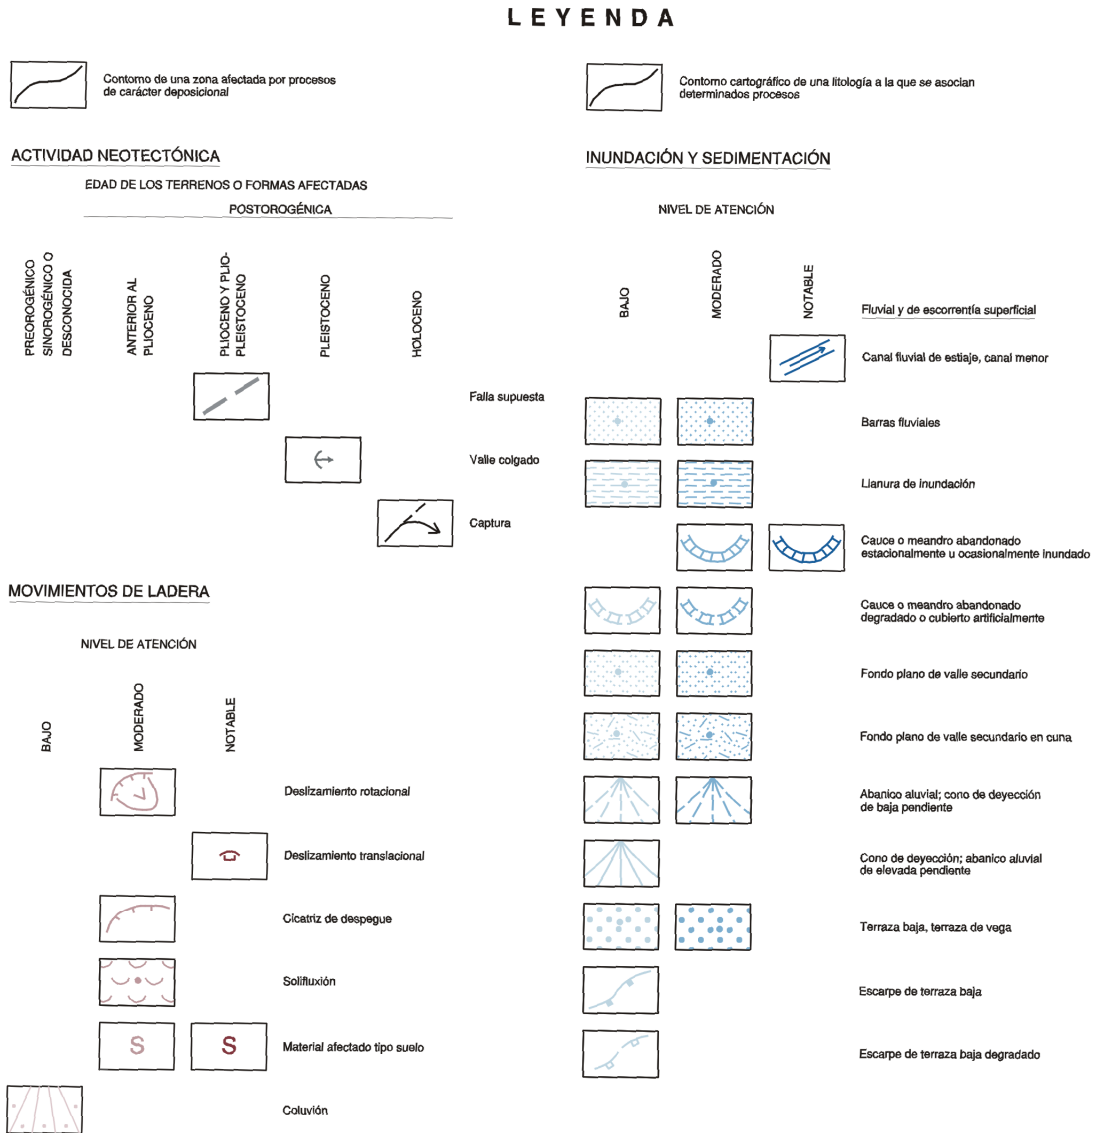 LEYENDA
Contorno de una zona afectada por procesos
de carácter deposicional
Contorno cartográfico de una litología a la que se asocian
determinados procesos
ACTIVIDAD NEOTECTÓNICA
EDAD DE LOS TERRENOS O FORMAS AFECTADAS
POSTOROGÉNICA
PREOROGÉNICO
SINOROGÉNICO O
DESCONOCIDA
ANTERIOR AL
PLIOCENO
PLIOCENO Y PLIO-
PLEISTOCENO
PLEISTOCENO
HOLOCENO
Falla supuesta
Valle colgado
Captura
MOVIMIENTOS DE LADERA
NIVEL DE ATENCIÓN
BAJO
MODERADO
NOTABLE
Deslizamiento rotacional
Deslizamiento translacional
Cicatriz de despegue
Solifluxión
S
S
Material afectado tipo suelo
Coluvión
INUNDACIÓN Y SEDIMENTACIÓN
NIVEL DE ATENCIÓN
BAJO
MODERADO
NOTABLE
Fluvial y de escorrentía superficial
Canal fluvial de estiaje, canal menor
Barras fluviales
Llanura de inundación
Cauce o meandro abandonado
estacionalmente u ocasionalmente inundado
Cauce o meandro abandonado
degradado o cubierto artificialmente
Fondo plano de valle secundario
Fondo plano de valle secundario en cuna
Abanico aluvial; cono de deyección
de baja pendiente
Cono de deyección; abanico aluvial
de elevada pendiente
Terraza baja, terraza de vega
Escarpe de terraza baja
Escarpe de terraza baja degradado